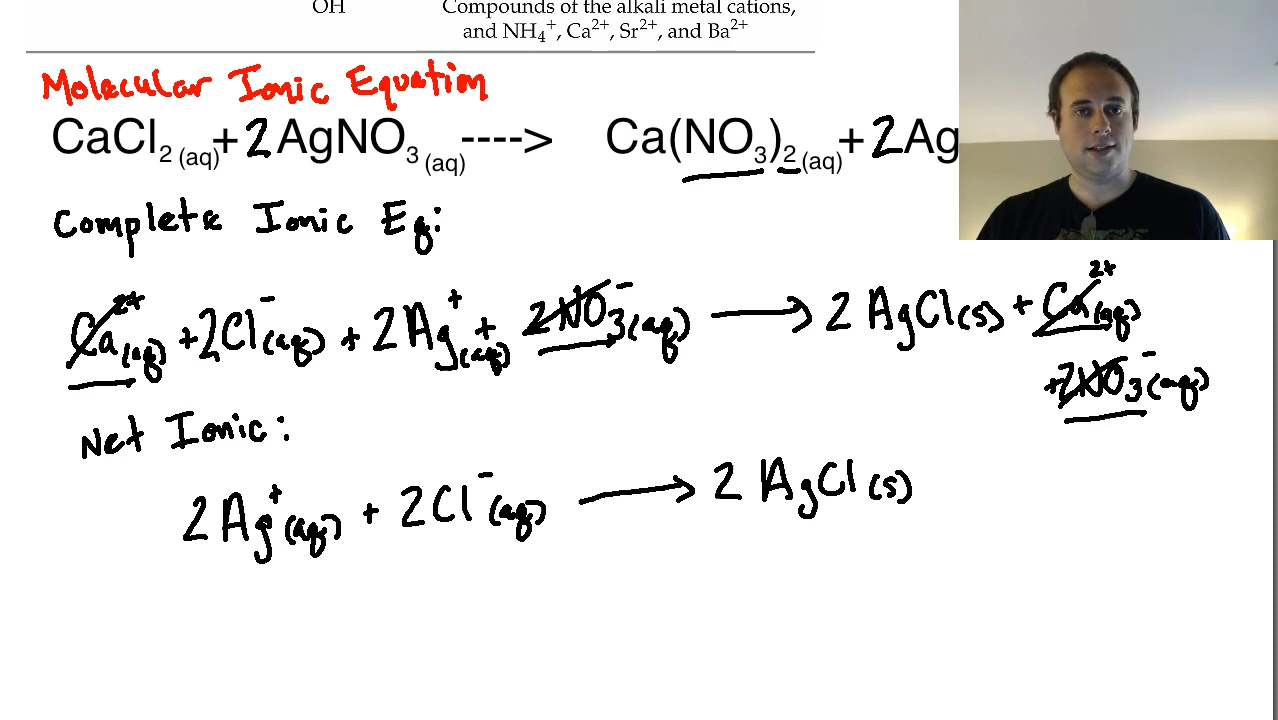 OH Compounds of the alkali metal cations,
and NH₄⁺, Ca²⁺, Sr²⁺, and Ba²⁺
Molecular Ionic Equation
CaCl₂ (aq) + 2 AgNO₃ (aq) ----> Ca(NO₃)₂ (aq) + 2 Ag
Complete Ionic Eq:
Ca²⁺(aq) + 2Cl⁻(aq) + 2Ag⁺(aq) + 2NO₃⁻(aq) → 2 AgCl(s) + Ca²⁺(aq)
+ 2NO₃⁻(aq)
Net Ionic:
2Ag⁺(aq) + 2Cl⁻(aq) → 2 AgCl(s)